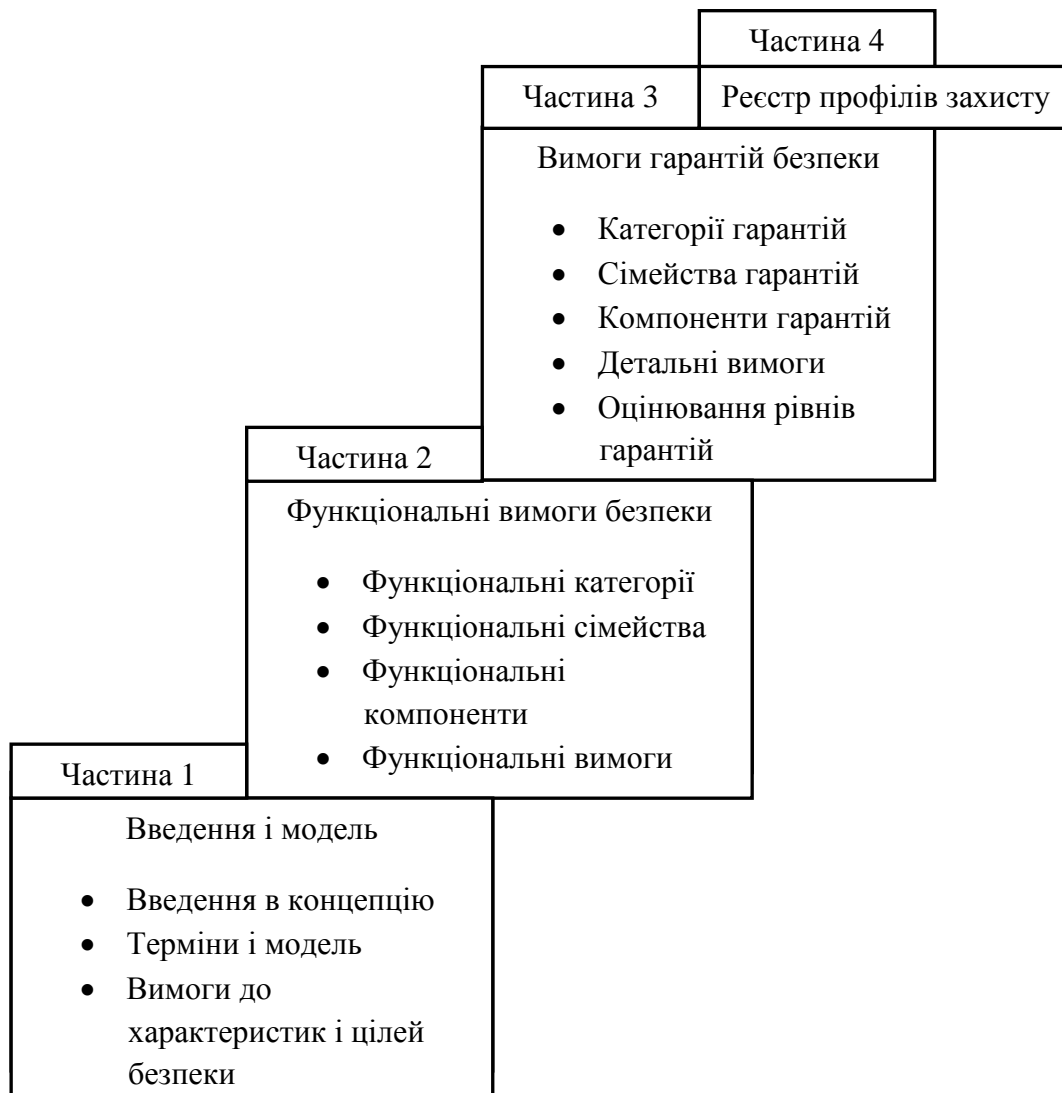 Частина 4
Частина 3
Реєстр профілів захисту
Вимоги гарантій безпеки
• Категорії гарантій
• Сімейства гарантій
• Компоненти гарантій
• Детальні вимоги
• Оцінювання рівнів
гарантій
Частина 2
Функціональні вимоги безпеки
• Функціональні категорії
• Функціональні сімейства
• Функціональні
компоненти
• Функціональні вимоги
Частина 1
Введення і модель
• Введення в концепцію
• Терміни і модель
• Вимоги до
характеристик і цілей
безпеки